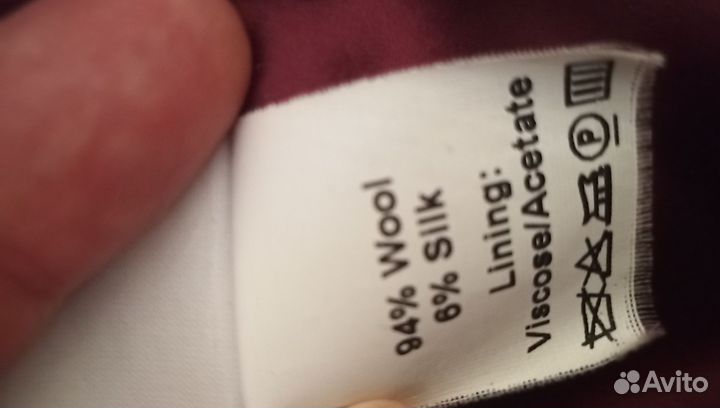 94% Wool
6% Silk
Lining:
Viscose/Acetate
P
Avito